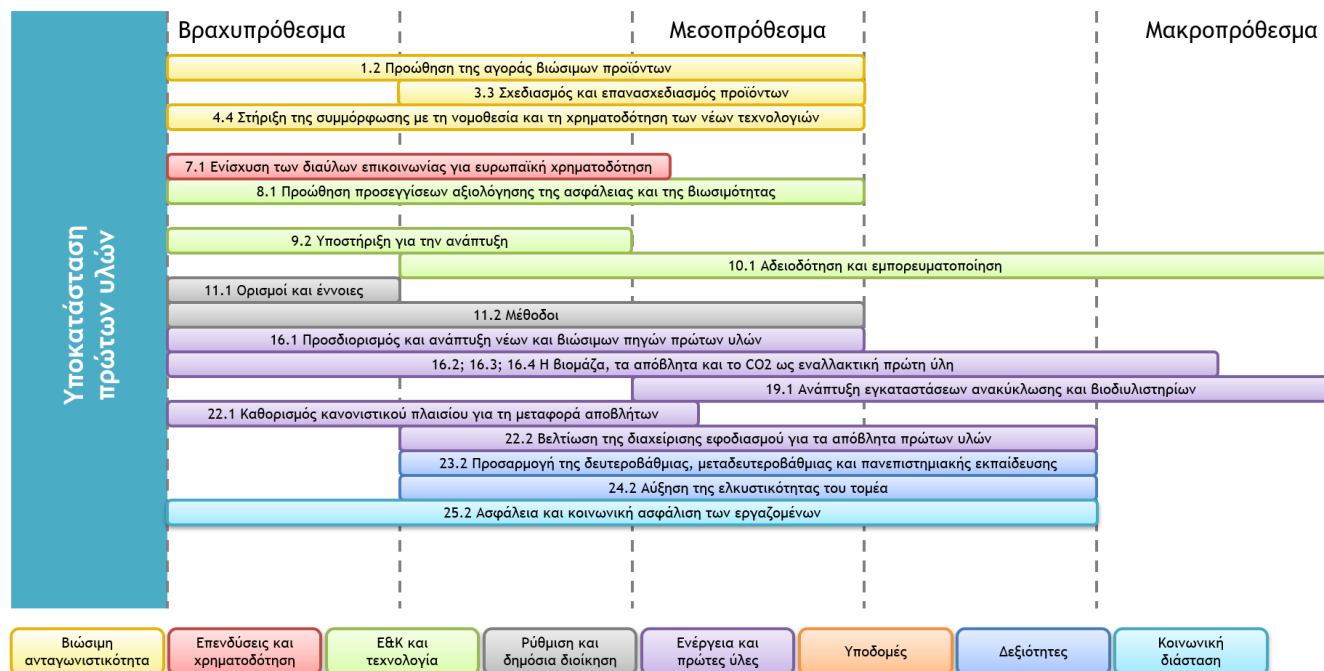 Βραχυπρόθεσμα
Μεσοπρόθεσμα
Μακροπρόθεσμα
Υποκατάσταση
πρώτων υλών
1.2 Προώθηση της αγοράς βιώσιμων προϊόντων
3.3 Σχεδιασμός και επανασχεδιασμός προϊόντων
4.4 Στήριξη της συμμόρφωσης με τη νομοθεσία και τη χρηματοδότηση των νέων τεχνολογιών
7.1 Ενίσχυση των διαύλων επικοινωνίας για ευρωπαϊκή χρηματοδότηση
8.1 Προώθηση προσεγγίσεων αξιολόγησης της ασφάλειας και της βιωσιμότητας
9.2 Υποστήριξη για την ανάπτυξη
10.1 Αδειοδότηση και εμπορευματοποίηση
11.1 Ορισμοί και έννοιες
11.2 Μέθοδοι
16.1 Προσδιορισμός και ανάπτυξη νέων και βιώσιμων πηγών πρώτων υλών
16.2; 16.3; 16.4 Η βιομάζα, τα απόβλητα και το CO2 ως εναλλακτική πρώτη ύλη
19.1 Ανάπτυξη εγκαταστάσεων ανακύκλωσης και βιοδιυλιστηρίων
22.1 Καθορισμός κανονιστικού πλαισίου για τη μεταφορά αποβλήτων
22.2 Βελτίωση της διαχείρισης εφοδιασμού για τα απόβλητα πρώτων υλών
23.2 Προσαρμογή της δευτεροβάθμιας, μεταδευτεροβάθμιας και πανεπιστημιακής εκπαίδευσης
24.2 Αύξηση της ελκυστικότητας του τομέα
25.2 Ασφάλεια και κοινωνική ασφάλιση των εργαζομένων
Βιώσιμη
ανταγωνιστικότητα
Επενδύσεις και
χρηματοδότηση
Ε&Κ και
τεχνολογία
Ρύθμιση και
δημόσια διοίκηση
Ενέργεια και
πρώτες ύλες
Υποδομές
Δεξιότητες
Κοινωνική
διάσταση